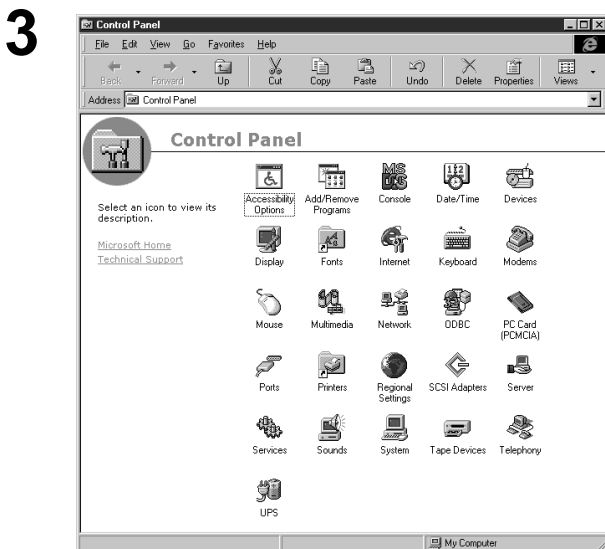 3
Control Panel
File Edit View Go Favorites Help
Back Forward Up Cut Copy Paste Undo Delete Properties Views
Address Control Panel
Control Panel
Select an icon to view its
description.
Microsoft Home
Technical Support
Accessibility Options
Add/Remove Programs
Console
Date/Time
Devices
Display
Fonts
Internet
Keyboard
Modems
Mouse
Multimedia
Network
ODBC
PC Card (PCMCIA)
Ports
Printers
Regional Settings
SCSI Adapters
Server
Services
Sounds
System
Tape Devices
Telephony
UPS
My Computer